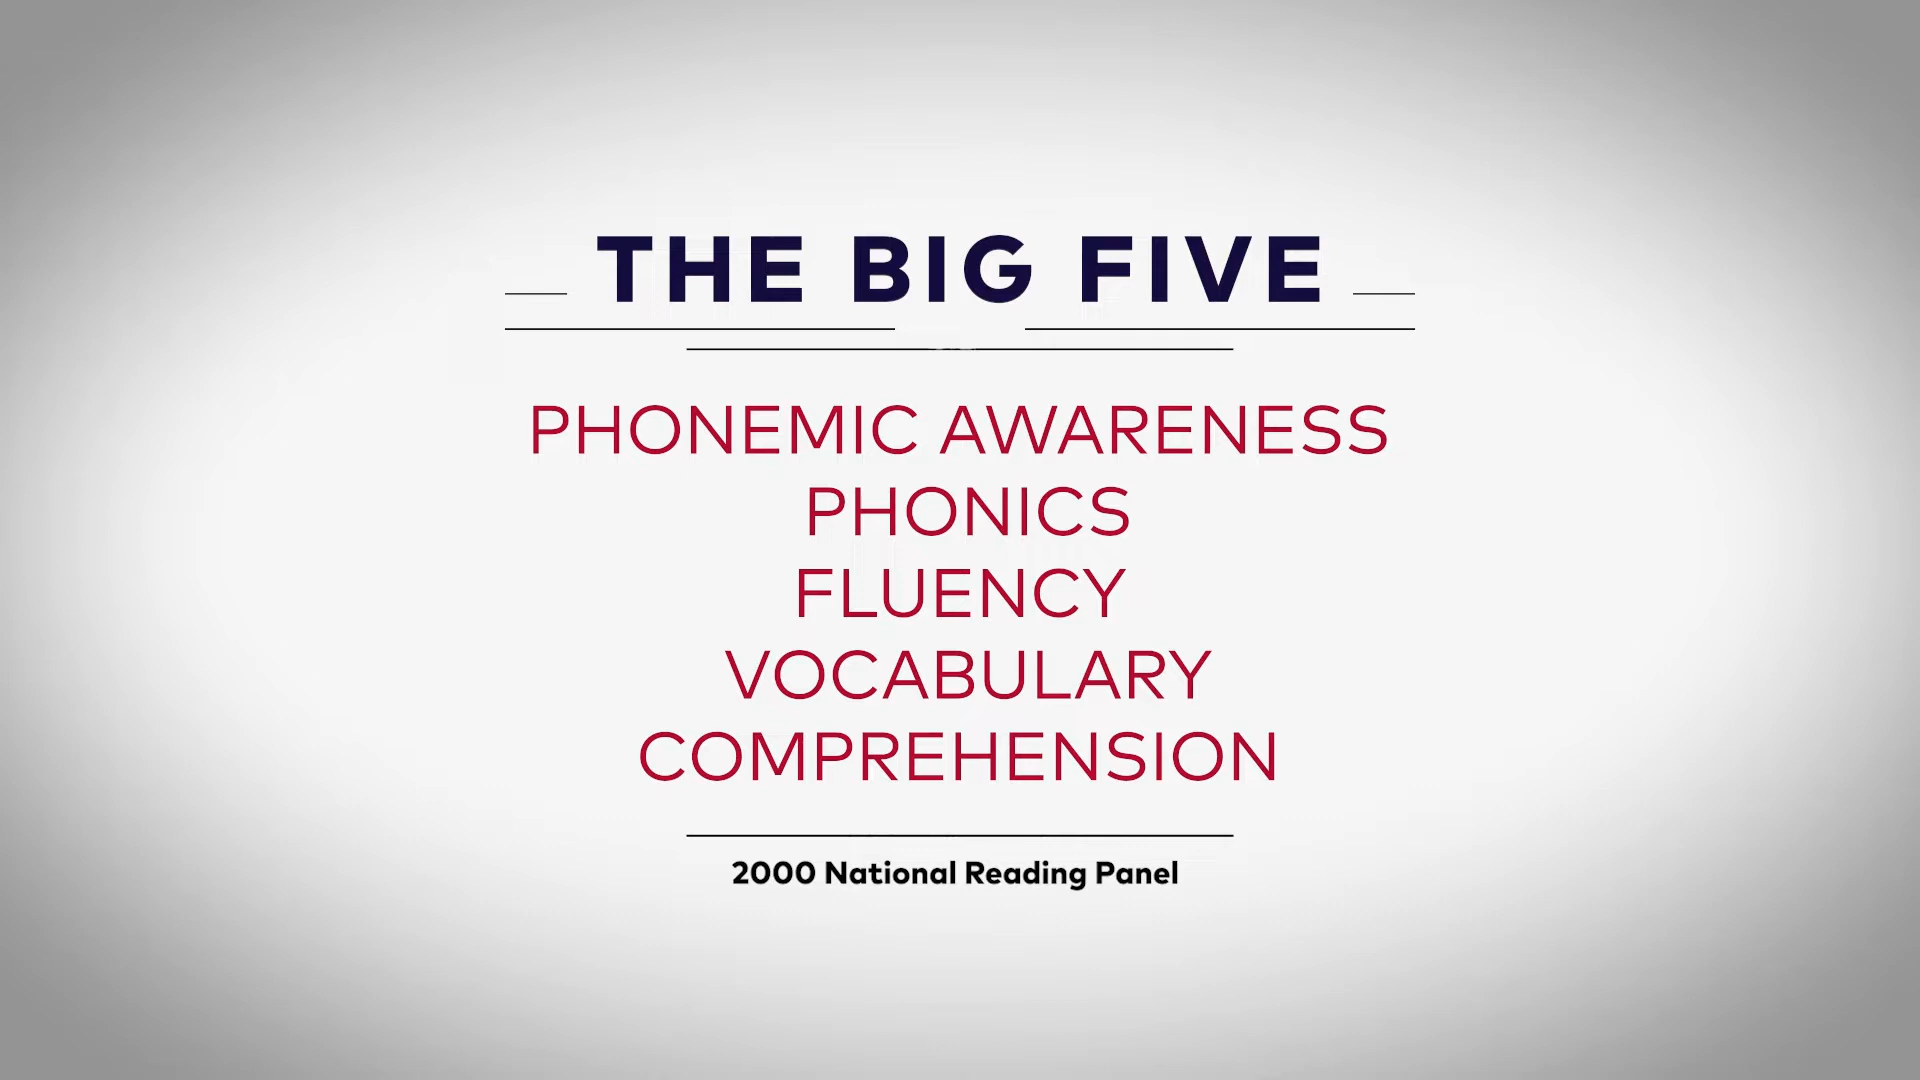 THE BIG FIVE
PHONEMIC AWARENESS
PHONICS
FLUENCY
VOCABULARY
COMPREHENSION
2000 National Reading Panel